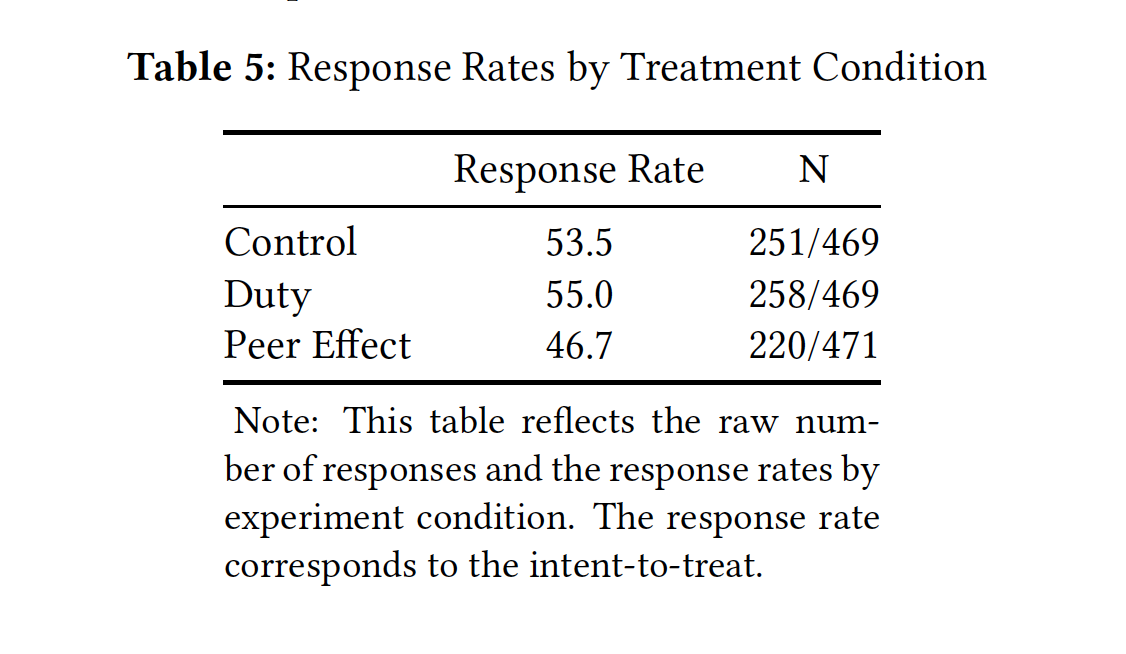 Table 5: Response Rates by Treatment Condition
Response Rate N
Control 53.5 251/469
Duty 55.0 258/469
Peer Effect 46.7 220/471
Note: This table reflects the raw num-
ber of responses and the response rates by
experiment condition. The response rate
corresponds to the intent-to-treat.